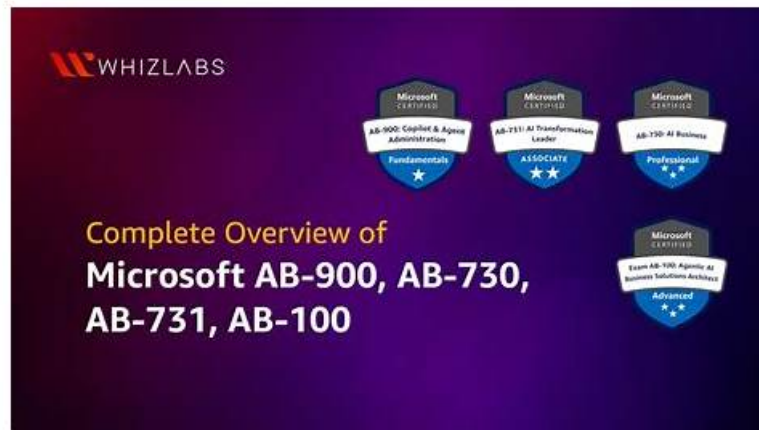 WHIZLABS
Microsoft
CERTIFIED
AB-900: Copilot & Agent
Administration
Fundamentals
Microsoft
CERTIFIED
AB-731: AI Transformation
Leader
ASSOCIATE
Microsoft
CERTIFIED
AB-730: AI Business
Professional
Complete Overview of
Microsoft AB-900, AB-730,
AB-731, AB-100
Microsoft
CERTIFIED
Exam AB-100: Agentic AI
Business Solutions Architect
Advanced